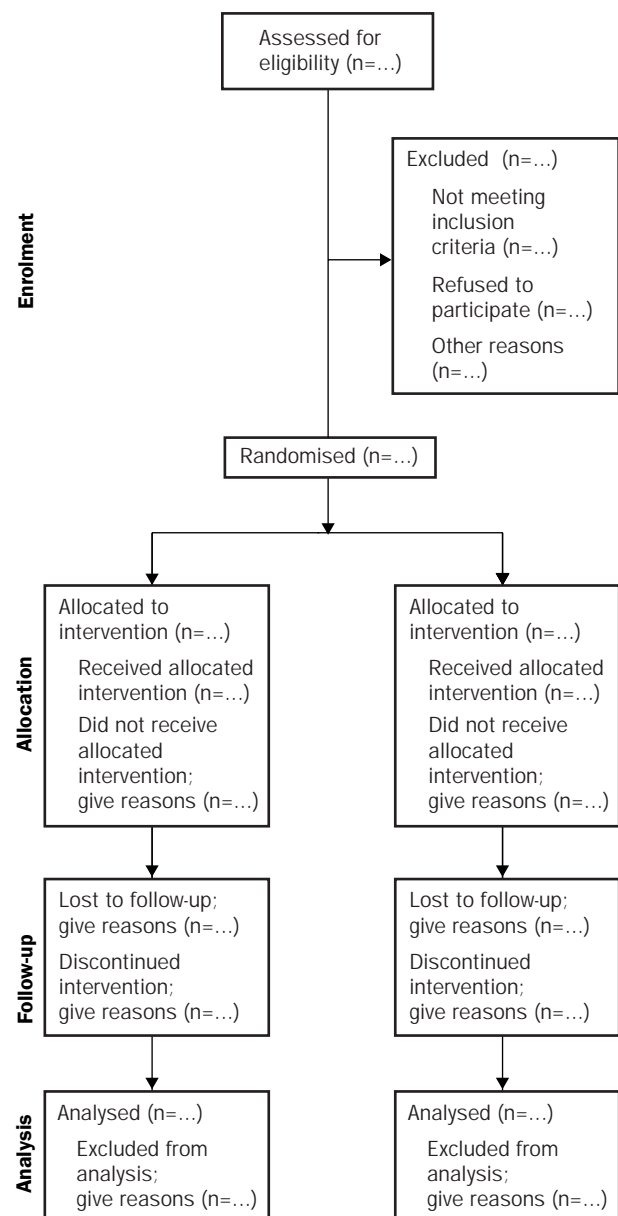 Assessed for
eligibility (n=…)
Enrolment
Excluded (n=…)
Not meeting
inclusion
criteria (n=…)
Refused to
participate (n=…)
Other reasons
(n=…)
Randomised (n=…)
Allocation
Allocated to
intervention (n=…)
Received allocated
intervention (n=…)
Did not receive
allocated
intervention;
give reasons (n=…)
Allocated to
intervention (n=…)
Received allocated
intervention (n=…)
Did not receive
allocated
intervention;
give reasons (n=…)
Follow-up
Lost to follow-up;
give reasons (n=…)
Discontinued
intervention;
give reasons (n=…)
Lost to follow-up;
give reasons (n=…)
Discontinued
intervention;
give reasons (n=…)
Analysis
Analysed (n=…)
Excluded from
analysis;
give reasons (n=…)
Analysed (n=…)
Excluded from
analysis;
give reasons (n=…)